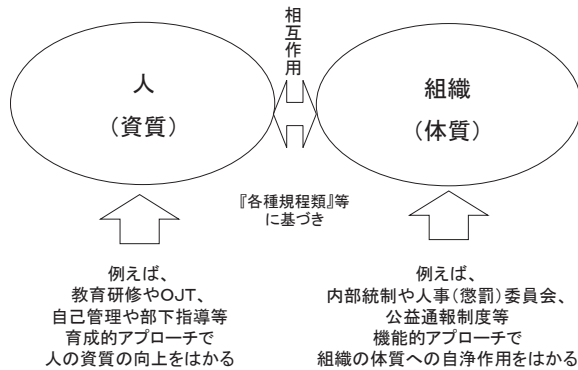 相互作用
人
(資質)
組織
(体質)
『各種規程類』等
に基づき
例えば、
教育研修やOJT、
自己管理や部下指導等
育成的アプローチで
人の資質の向上をはかる
例えば、
内部統制や人事(懲罰)委員会、
公益通報制度等
機能的アプローチで
組織の体質への自浄作用をはかる